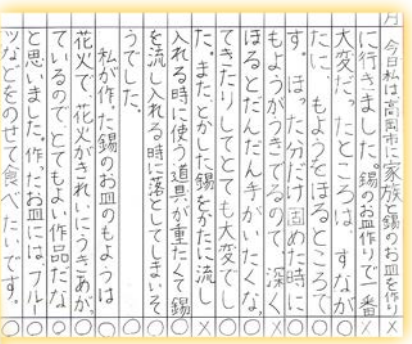 月
今日私は高岡市に家族錫のお皿を作り X
に行きました。錫のお皿作りで一番 X
大変だったところは、すなが ○
たに、もようをほるところで ○
す。ほった分だけ固めた時に ○
もようがつきでるので、深く X
ほるとだんだん手がいたくなっ ○
てきたりしてとても大変でし ○
た。またとかした錫をかたに流し X
入れる時に使う道具が重たくて錫 ○
を流し入れる時に落としてしまいそ ○
うでした。 ○
私が作った錫のお皿のもようは ○
花火で、花火がきれいにうきあがっ ○
ているので、とてもよい作品だな ○
と思いました。作ったお皿には、フルー ○
ツなどをのせて食べたいです。 ○